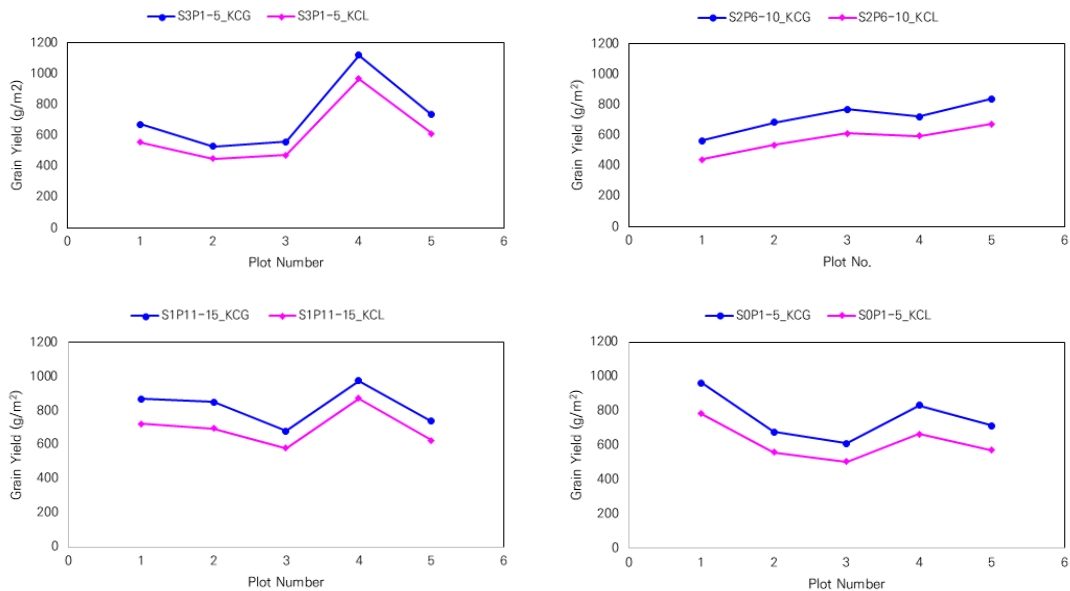 S3P1-5_KCG S3P1-5_KCL
Grain Yield (g/m2)
1200
1000
800
600
400
200
0
0 1 2 3 4 5 6
Plot Number
S2P6-10_KCG S2P6-10_KCL
Grain Yield (g/m²)
1200
1000
800
600
400
200
0
0 1 2 3 4 5 6
Plot No.
S1P11-15_KCG S1P11-15_KCL
Grain Yield (g/m²)
1200
1000
800
600
400
200
0
0 1 2 3 4 5 6
Plot Number
S0P1-5_KCG S0P1-5_KCL
Grain Yield (g/m²)
1200
1000
800
600
400
200
0
0 1 2 3 4 5 6
Plot Number